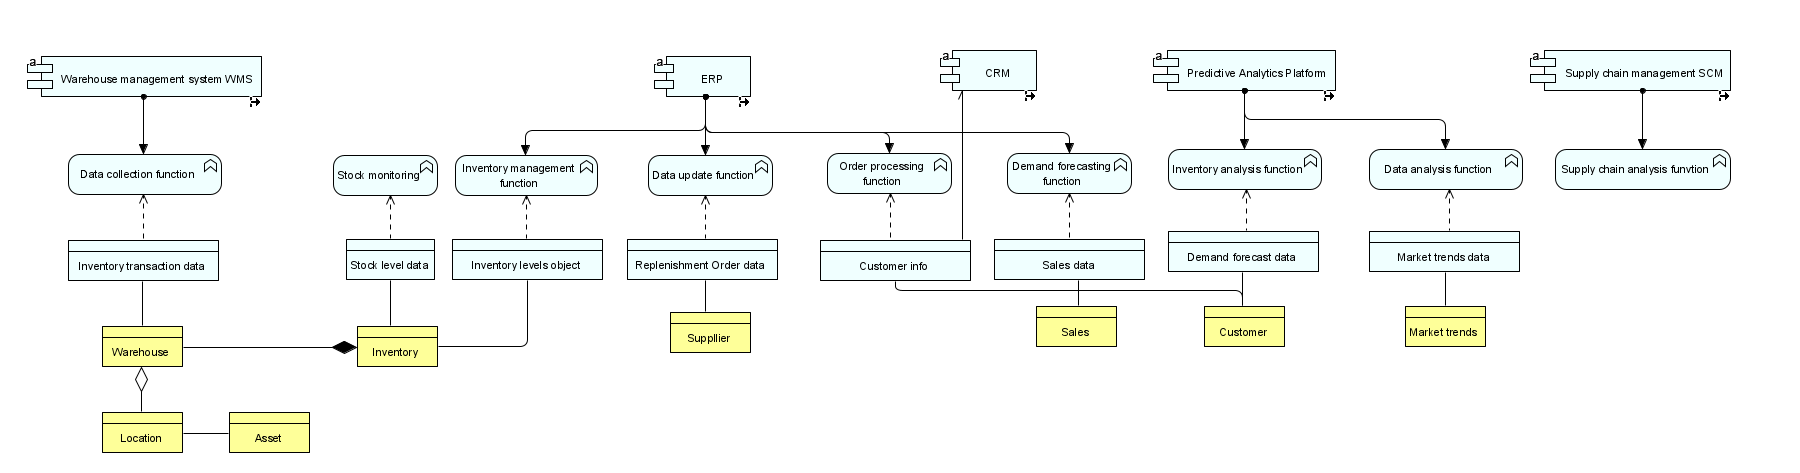 a
Warehouse management system WMS
a
ERP
a
CRM
a
Predictive Analytics Platform
a
Supply chain management SCM
Data collection function
Stock monitoring
Inventory management
function
Data update function
Order processing
function
Demand forecasting
function
Inventory analysis function
Data analysis function
Supply chain analysis funvtion
Inventory transaction data
Stock level data
Inventory levels object
Replenishment Order data
Customer info
Sales data
Demand forecast data
Market trends data
Warehouse
Inventory
Suppllier
Sales
Customer
Market trends
Location
Asset